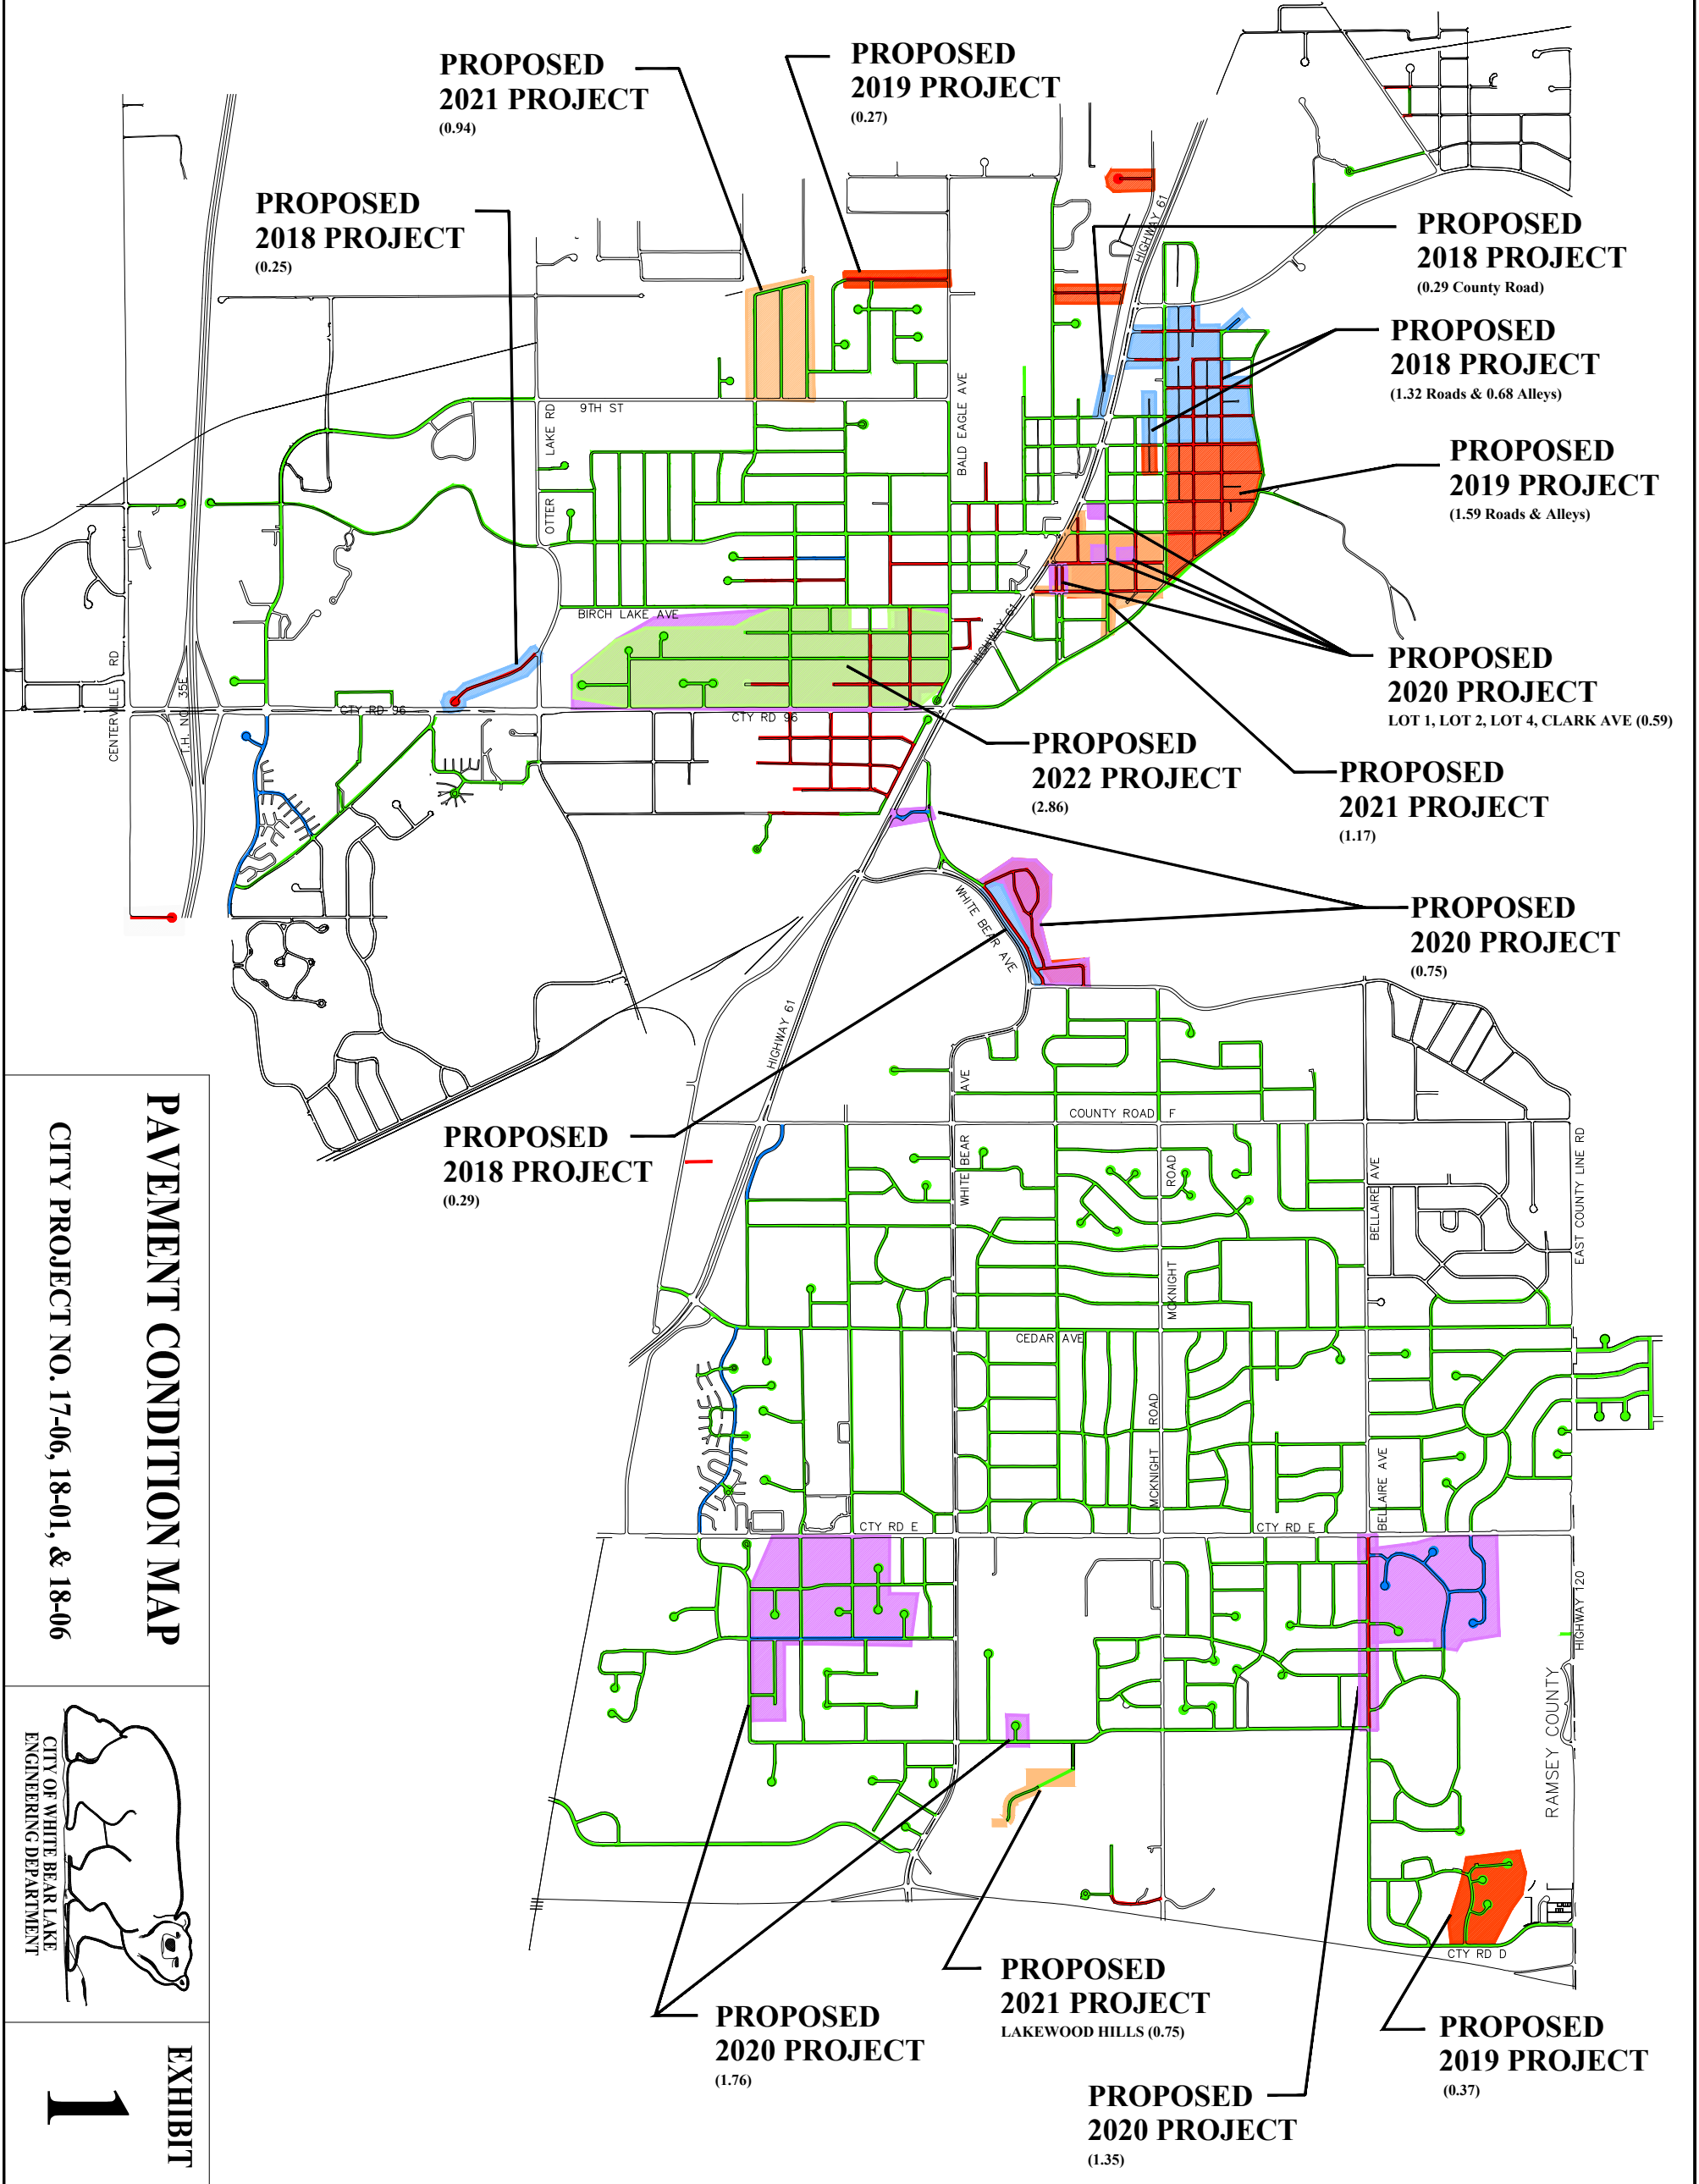 PROPOSED
2021 PROJECT
(0.94)
PROPOSED
2019 PROJECT
(0.27)
PROPOSED
2018 PROJECT
(0.25)
PROPOSED
2018 PROJECT
(0.29 County Road)
PROPOSED
2018 PROJECT
(1.32 Roads & 0.68 Alleys)
PROPOSED
2019 PROJECT
(1.59 Roads & Alleys)
PROPOSED
2020 PROJECT
LOT 1, LOT 2, LOT 4, CLARK AVE (0.59)
PROPOSED
2022 PROJECT
(2.86)
PROPOSED
2021 PROJECT
(1.17)
PROPOSED
2020 PROJECT
(0.75)
PROPOSED
2018 PROJECT
(0.29)
PROPOSED
2021 PROJECT
LAKEWOOD HILLS (0.75)
PROPOSED
2020 PROJECT
(1.76)
PROPOSED
2019 PROJECT
(0.37)
PROPOSED
2020 PROJECT
(1.35)
HIGHWAY 61
9TH ST
OTTER LAKE RD
BALD EAGLE AVE
BIRCH LAKE AVE
HIGHWAY 61
CENTERVILLE RD
T.H. NO. 35E
CTY RD 96
CTY RD 96
WHITE BEAR AVE
HIGHWAY 61
COUNTY ROAD F
WHITE BEAR AVE
MCKNIGHT ROAD
BELLAIRE AVE
EAST COUNTY LINE RD
CEDAR AVE
MCKNIGHT ROAD
BELLAIRE AVE
CTY RD E
CTY RD E
HIGHWAY 120
RAMSEY COUNTY
CTY RD D
PAVEMENT CONDITION MAP
CITY PROJECT NO. 17-06, 18-01, & 18-06
CITY OF WHITE BEAR LAKE
ENGINEERING DEPARTMENT
EXHIBIT
1